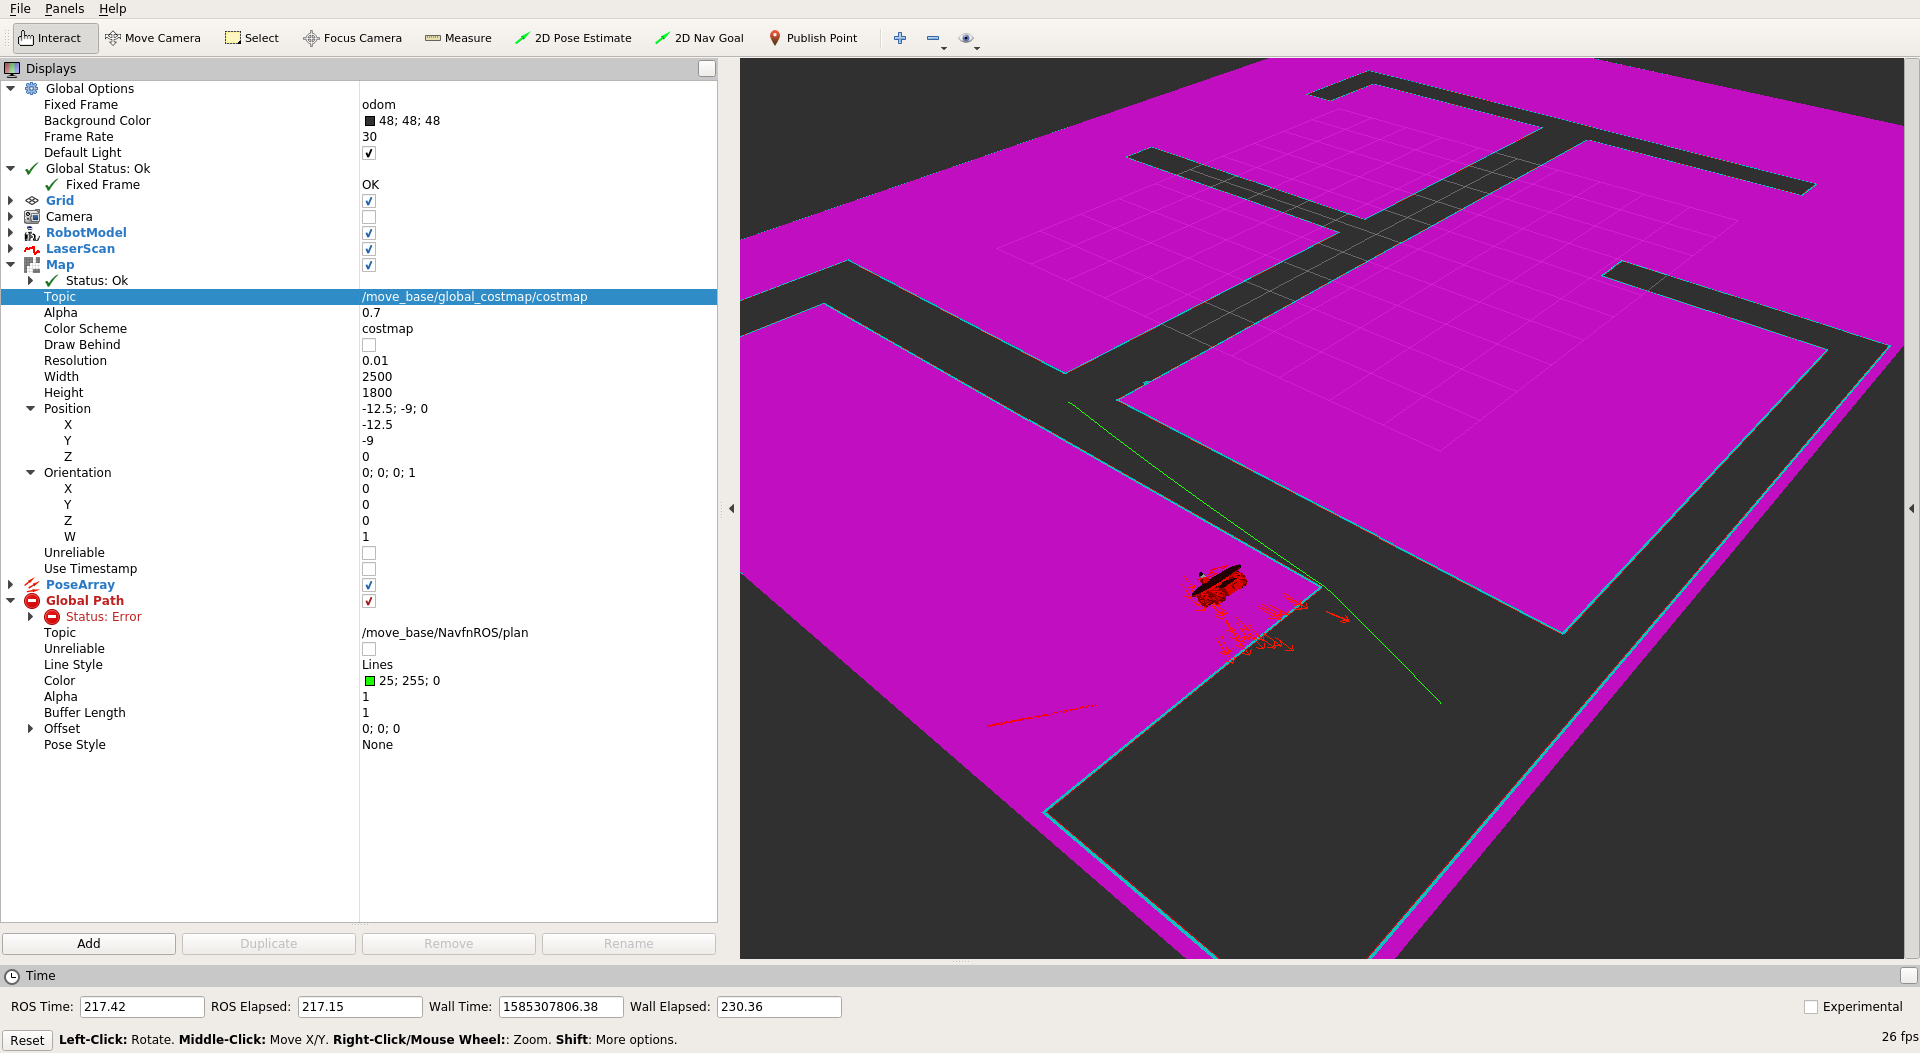 File Panels Help
Interact Move Camera Select Focus Camera Measure 2D Pose Estimate 2D Nav Goal Publish Point
Displays
Global Options
Fixed Frame odom
Background Color 48; 48; 48
Frame Rate 30
Default Light
Global Status: Ok
Fixed Frame OK
Grid
Camera
RobotModel
LaserScan
Map
Status: Ok
Topic /move_base/global_costmap/costmap
Alpha 0.7
Color Scheme costmap
Draw Behind
Resolution 0.01
Width 2500
Height 1800
Position -12.5; -9; 0
X -12.5
Y -9
Z 0
Orientation 0; 0; 0; 1
X 0
Y 0
Z 0
W 1
Unreliable
Use Timestamp
PoseArray
Global Path
Status: Error
Topic /move_base/NavfnROS/plan
Unreliable
Line Style Lines
Color 25; 255; 0
Alpha 1
Buffer Length 1
Offset 0; 0; 0
Pose Style None
Add Duplicate Remove Rename
Time
ROS Time: 217.42 ROS Elapsed: 217.15 Wall Time: 1585307806.38 Wall Elapsed: 230.36 Experimental
Reset Left-Click: Rotate. Middle-Click: Move X/Y. Right-Click/Mouse Wheel:: Zoom. Shift: More options. 26 fps